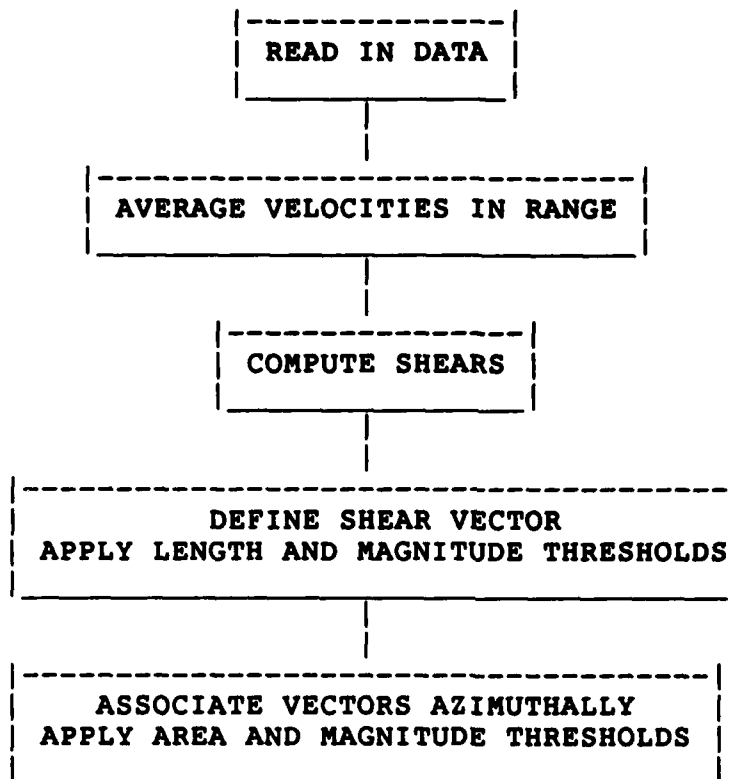 READ IN DATA
AVERAGE VELOCITIES IN RANGE
COMPUTE SHEARS
DEFINE SHEAR VECTOR
APPLY LENGTH AND MAGNITUDE THRESHOLDS
ASSOCIATE VECTORS AZIMUTHALLY
APPLY AREA AND MAGNITUDE THRESHOLDS